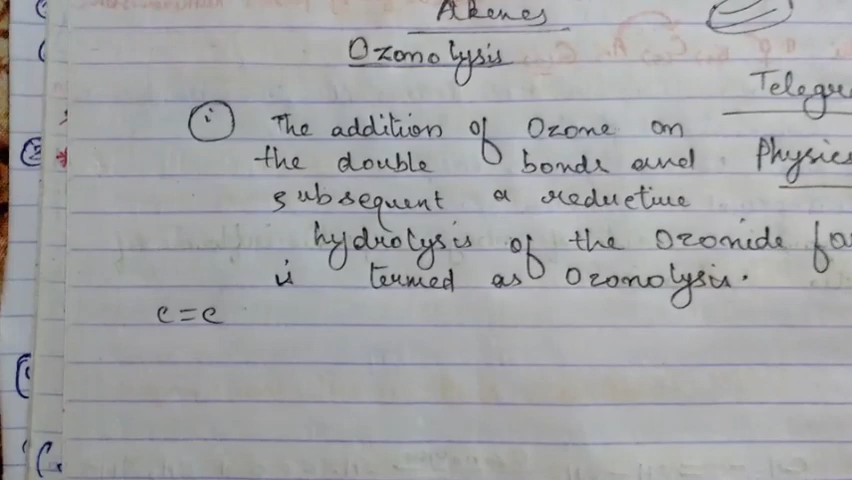 Akenes
Ozonolysis
Telegr
(i) The addition of Ozone on
the double bonds and Physics
subsequent a reductive
hydrolysis of the Ozonide fo
is termed as Ozonolysis.
c=c